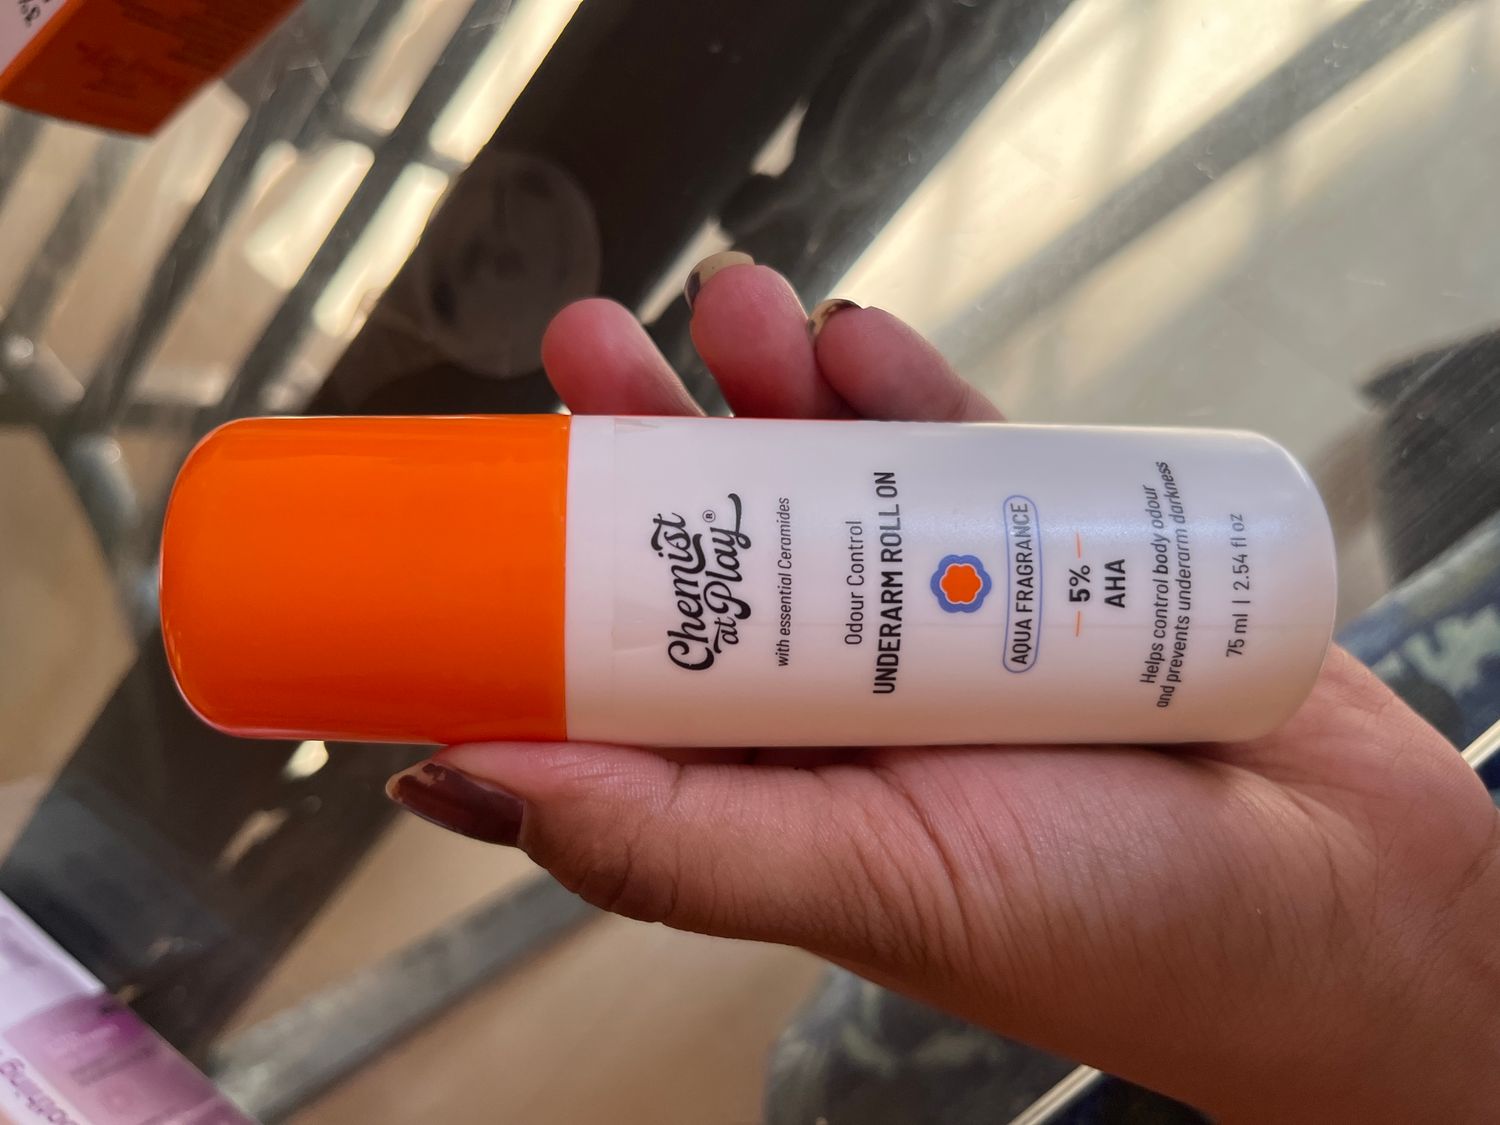 Chemist
at Play®
with essential Ceramides
Odour Control
UNDERARM ROLL ON
AQUA FRAGRANCE
5%
AHA
Helps control body odour
and prevents underarm darkness
75 ml | 2.54 fl oz